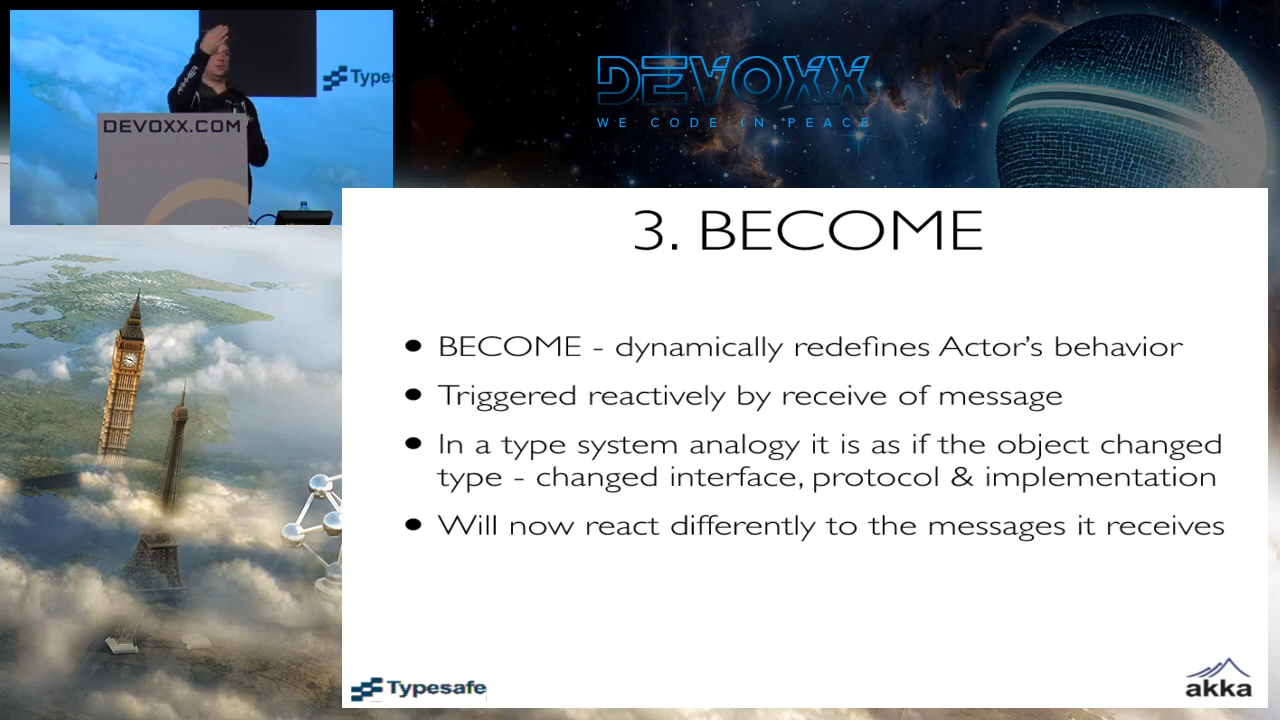 Types
DEVOXX.COM
DEVOXX
WE CODE IN PEACE
3. BECOME
• BECOME - dynamically redefines Actor's behavior
• Triggered reactively by receive of message
• In a type system analogy it is as if the object changed
type - changed interface, protocol & implementation
• Will now react differently to the messages it receives
Typesafe
akka